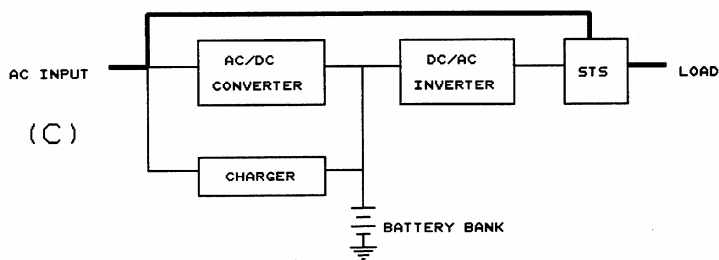 AC INPUT
AC/DC
CONVERTER
DC/AC
INVERTER
STS
LOAD
(C)
CHARGER
BATTERY BANK